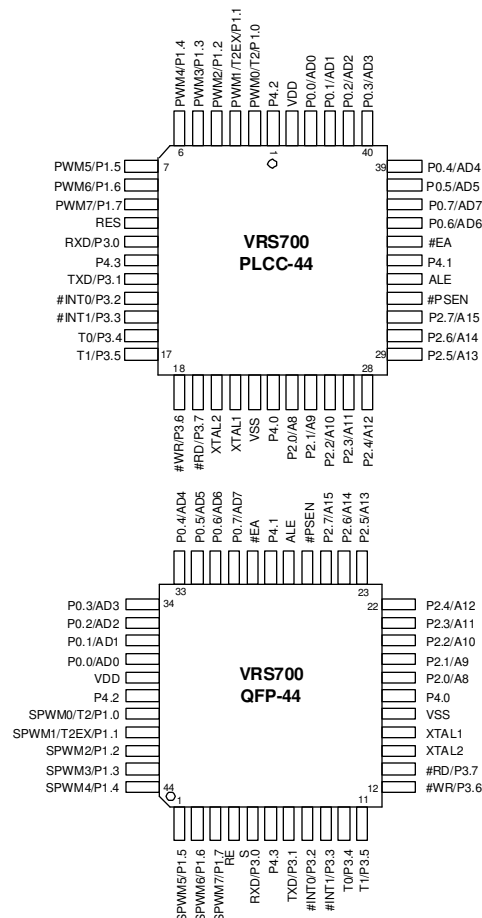 PWM4/P1.4
PWM3/P1.3
PWM2/P1.2
PWM1/T2EX/P1.1
PWM0/T2/P1.0
P4.2
VDD
P0.0/AD0
P0.1/AD1
P0.2/AD2
P0.3/AD3
6
1
40
PWM5/P1.5
PWM6/P1.6
PWM7/P1.7
RES
RXD/P3.0
P4.3
TXD/P3.1
#INT0/P3.2
#INT1/P3.3
T0/P3.4
T1/P3.5
7
17
VRS700
PLCC-44
39
29
P0.4/AD4
P0.5/AD5
P0.7/AD7
P0.6/AD6
#EA
P4.1
ALE
#PSEN
P2.7/A15
P2.6/A14
P2.5/A13
18
28
#WR/P3.6
#RD/P3.7
XTAL2
XTAL1
VSS
P4.0
P2.0/A8
P2.1/A9
P2.2/A10
P2.3/A11
P2.4/A12
P0.4/AD4
P0.5/AD5
P0.6/AD6
P0.7/AD7
#EA
P4.1
ALE
#PSEN
P2.7/A15
P2.6/A14
P2.5/A13
33
23
P0.3/AD3
P0.2/AD2
P0.1/AD1
P0.0/AD0
VDD
P4.2
SPWM0/T2/P1.0
SPWM1/T2EX/P1.1
SPWM2/P1.2
SPWM3/P1.3
SPWM4/P1.4
34
44
VRS700
QFP-44
22
12
P2.4/A12
P2.3/A11
P2.2/A10
P2.1/A9
P2.0/A8
P4.0
VSS
XTAL1
XTAL2
#RD/P3.7
#WR/P3.6
1
11
SPWM5/P1.5
SPWM6/P1.6
SPWM7/P1.7
RE
S
RXD/P3.0
P4.3
TXD/P3.1
#INT0/P3.2
#INT1/P3.3
T0/P3.4
T1/P3.5